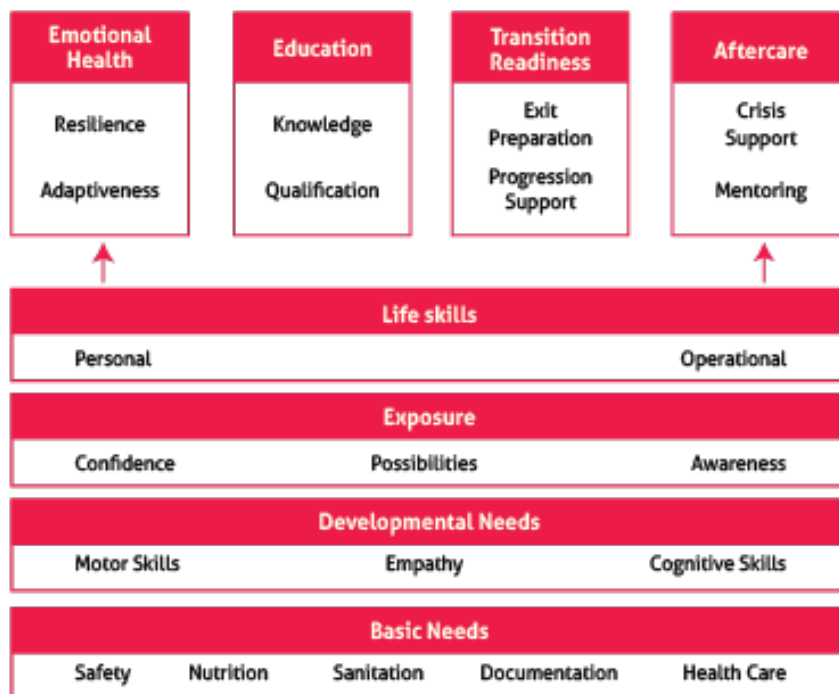 Emotional
Health
Resilience
Adaptiveness
Education
Knowledge
Qualification
Transition
Readiness
Exit
Preparation
Progression
Support
Aftercare
Crisis
Support
Mentoring
Life skills
Personal Operational
Exposure
Confidence Possibilities Awareness
Developmental Needs
Motor Skills Empathy Cognitive Skills
Basic Needs
Safety Nutrition Sanitation Documentation Health Care